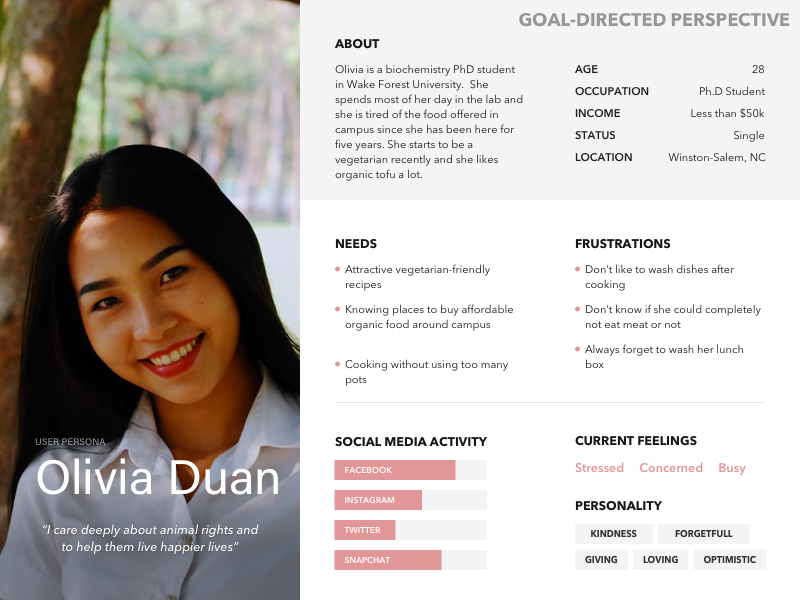 GOAL-DIRECTED PERSPECTIVE
ABOUT
Olivia is a biochemistry PhD student
in Wake Forest University.  She
spends most of her day in the lab and
she is tired of the food offered in
campus since she has been here for
five years. She starts to be a
vegetarian recently and she likes
organic tofu a lot.
AGE 28
OCCUPATION Ph.D Student
INCOME Less than $50k
STATUS Single
LOCATION Winston-Salem, NC
NEEDS
Attractive vegetarian-friendly
recipes
Knowing places to buy affordable
organic food around campus
Cooking without using too many
pots
FRUSTRATIONS
Don't like to wash dishes after
cooking
Don't know if she could completely
not eat meat or not
Always forget to wash her lunch
box
USER PERSONA
Olivia Duan
"I care deeply about animal rights and
to help them live happier lives"
SOCIAL MEDIA ACTIVITY
FACEBOOK
INSTAGRAM
TWITTER
SNAPCHAT
CURRENT FEELINGS
Stressed Concerned Busy
PERSONALITY
KINDNESS FORGETFULL
GIVING LOVING OPTIMISTIC